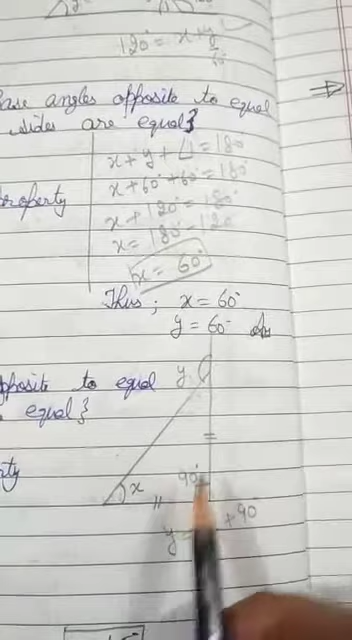 120° = x + y
Base angles opposite to equal
sides are equal}
x + y + ∠ = 180°
x + 60° + 60° = 180°
property
x + 120° = 180°
x = 180° - 120
x = 60°
Thus; x = 60°
y = 60° Ans
opposite to equal y
equal}
x
90°
y + 90